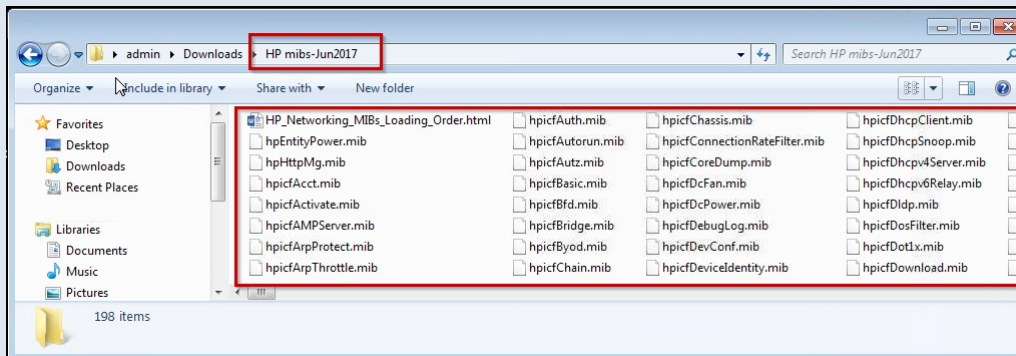 admin Downloads HP mibs-Jun2017 Search HP mibs-Jun2017
Organize Include in library Share with New folder
Favorites
Desktop
Downloads
Recent Places
Libraries
Documents
Music
Pictures
HP_Networking_MIBs_Loading_Order.html hpicfAuth.mib hpicfChassis.mib hpicfDhcpClient.mib
hpEntityPower.mib hpicfAutorun.mib hpicfConnectionRateFilter.mib hpicfDhcpSnoop.mib
hpHttpMg.mib hpicfAutz.mib hpicfCoreDump.mib hpicfDhcpv4Server.mib
hpicfAcct.mib hpicfBasic.mib hpicfDcFan.mib hpicfDhcpv6Relay.mib
hpicfActivate.mib hpicfBfd.mib hpicfDcPower.mib hpicfDldp.mib
hpicfAMPServer.mib hpicfBridge.mib hpicfDebugLog.mib hpicfDosFilter.mib
hpicfArpProtect.mib hpicfByod.mib hpicfDevConf.mib hpicfDot1x.mib
hpicfArpThrottle.mib hpicfChain.mib hpicfDeviceIdentity.mib hpicfDownload.mib
198 items